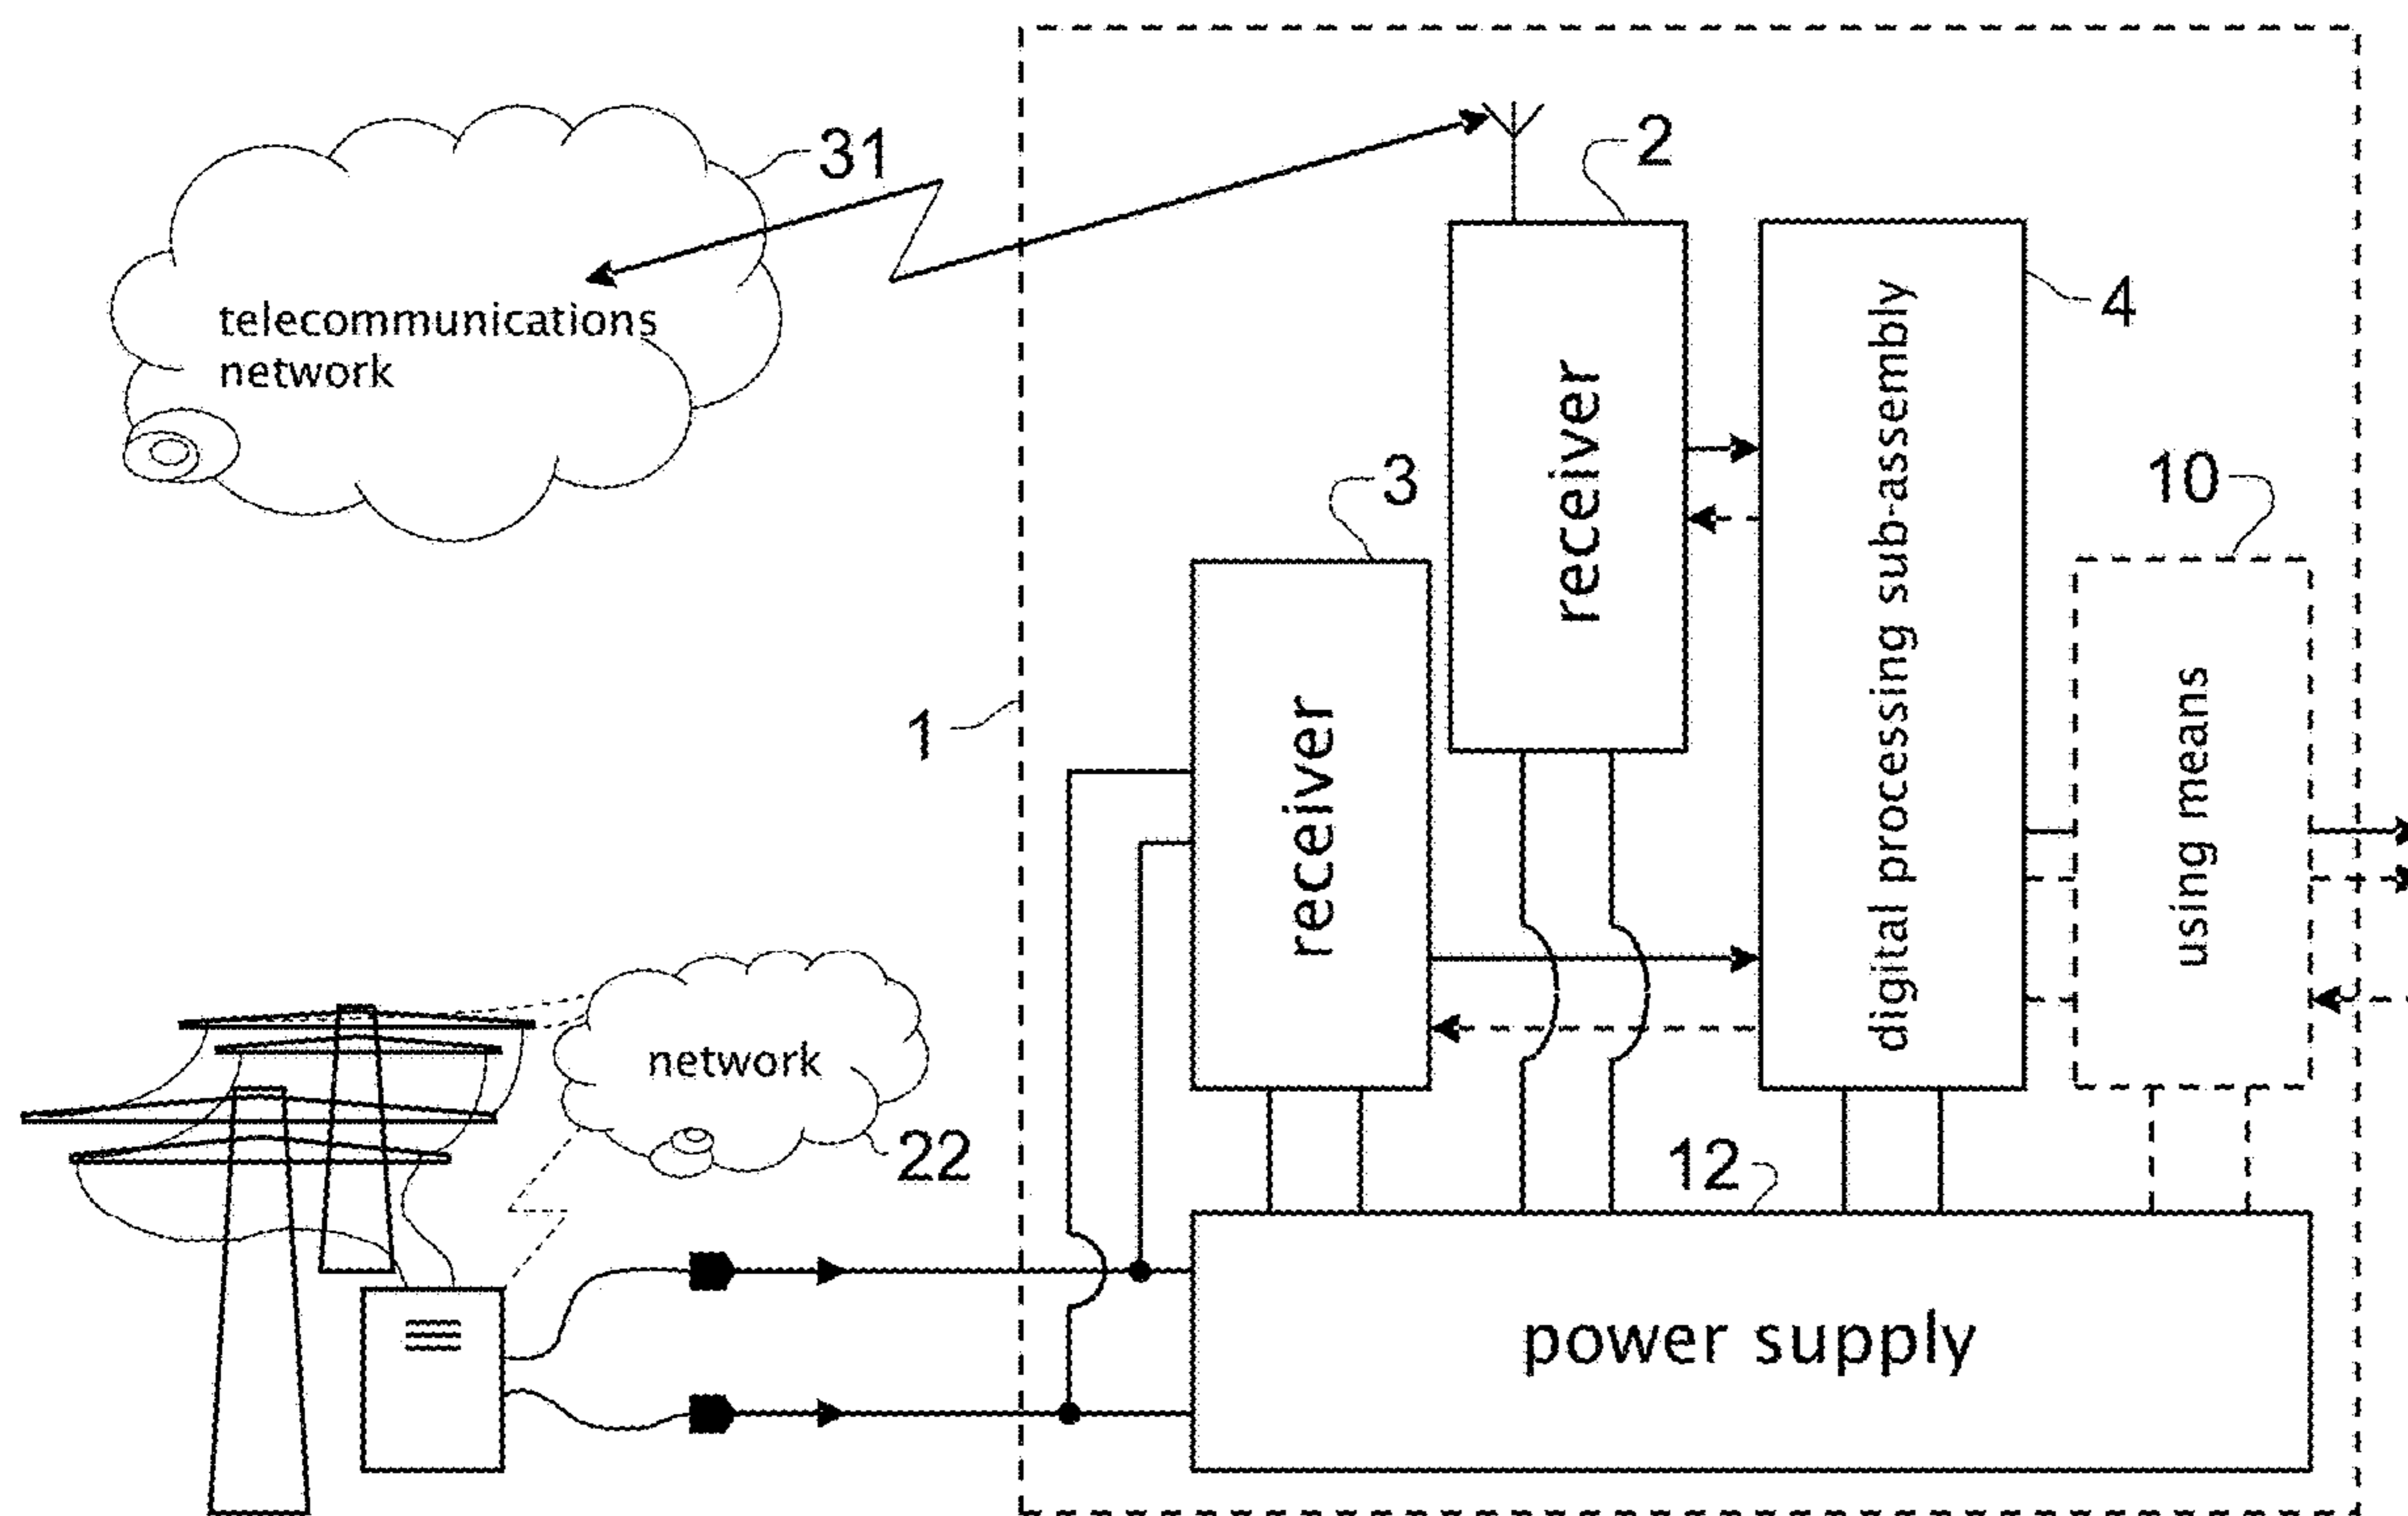 31
telecommunications
network
2
receiver
4
digital processing sub-assembly
3
receiver
10
using means
1
network
22
12
power supply